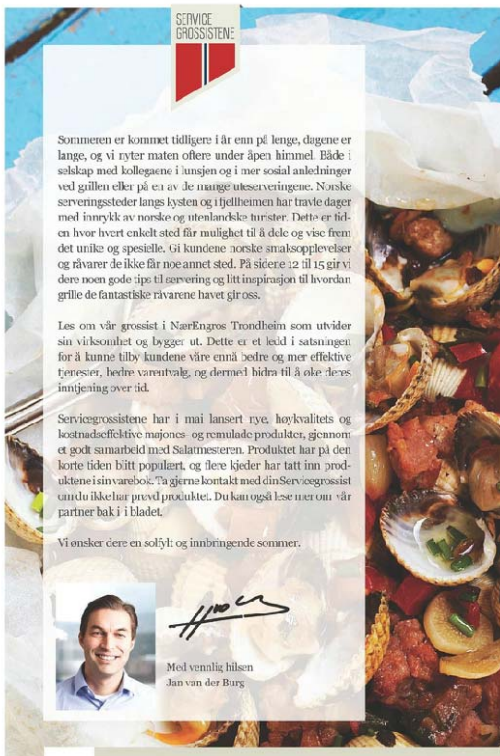 SERVICE
GROSSISTENE
Sommeren er kommet tidligere i år enn på lenge, dagene er
lange, og vi nyter maten oftere under åpen himmel. Både i
selskap med kollegaene i lunsjen og i mer sosial anledninger
ved grillen eller på en av de mange uteserveringene. Norske
serveringssteder langs kysten og i fjellheimen har travle dager
med innrykk av norske og utenlandske turister. Dette er tid-
en hvor hvert enkelt sted får mulighet til å dele og vise frem
det unike og spesielle. Gi kundene norske smaksopplevelser
og råvarer de ikke får noe annet sted. På sidene 12 til 15 gir vi
dere noen gode tips til servering og litt inspirasjon til hvordan
grille de fantastiske råvarene havet gir oss.
Les om vår grossist i NærEngros Trondheim som utvider
sin virksomhet og bygger ut. Dette er et ledd i satsningen
for å kunne tilby kundene våre ennå bedre og mer effektive
tjenester, bedre vareutvalg, og dermed bidra til å øke deres
inntjening over tid.
Servicegrossistene har i mai lansert nye, høykvalitets og
kostnadseffektive majones- og remulade produkter, gjennom
et godt samarbeid med Salatmesteren. Produktet har på den
korte tiden blitt populært, og flere kjeder har tatt inn prod-
uktene i sin varebok. Ta gjerne kontakt med din Servicegrossist
om du ikke har prøvd produktet. Du kan også lese mer om vår
partner bak i i bladet.
Vi ønsker dere en solfylt og innbringende sommer.
Med vennlig hilsen
Jan van der Burg